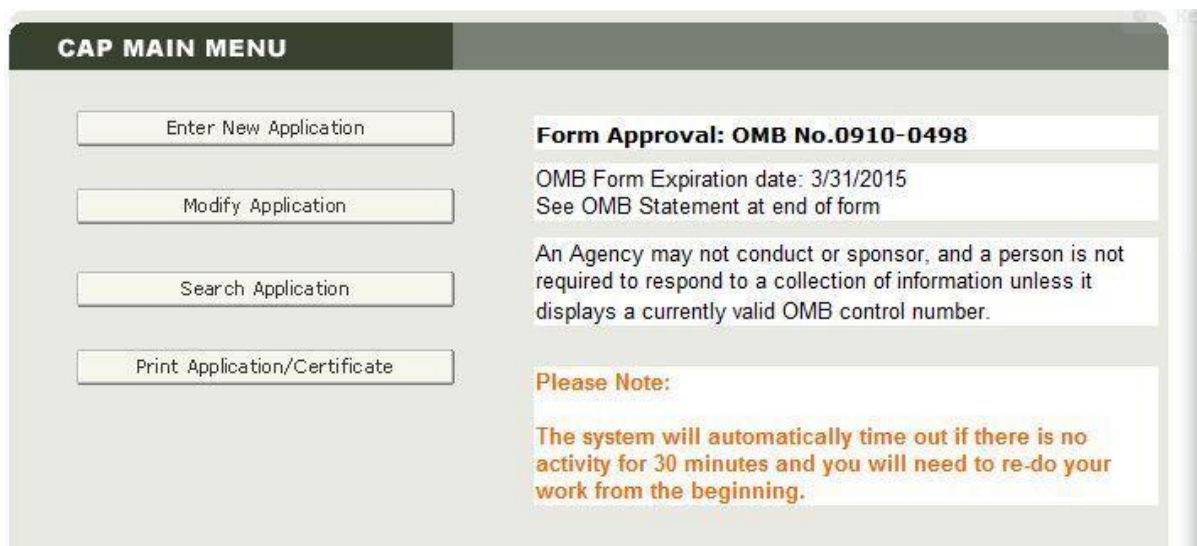 CAP MAIN MENU
Enter New Application
Modify Application
Search Application
Print Application/Certificate
Form Approval: OMB No.0910-0498
OMB Form Expiration date: 3/31/2015
See OMB Statement at end of form
An Agency may not conduct or sponsor, and a person is not
required to respond to a collection of information unless it
displays a currently valid OMB control number.
Please Note:
The system will automatically time out if there is no
activity for 30 minutes and you will need to re-do your
work from the beginning.